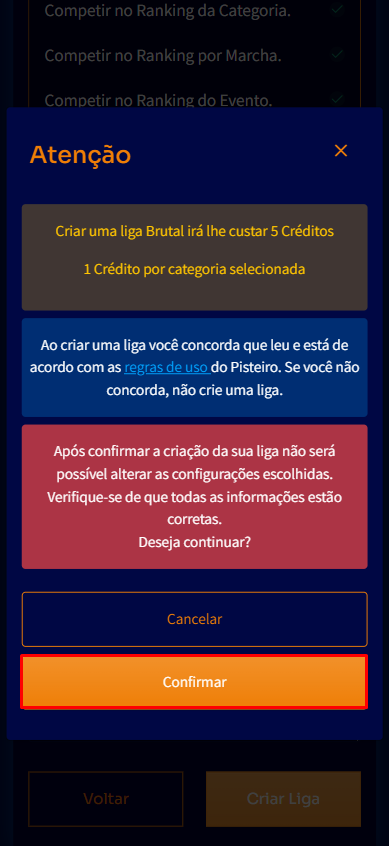 Competir no Ranking da Categoria.
Competir no Ranking por Marcha.
Competir no Ranking do Evento.
Atenção
Criar uma liga Brutal irá lhe custar 5 Créditos
1 Crédito por categoria selecionada
Ao criar uma liga você concorda que leu e está de
acordo com as regras de uso do Pisteiro. Se você não
concorda, não crie uma liga.
Após confirmar a criação da sua liga não será
possível alterar as configurações escolhidas.
Verifique-se de que todas as informações estão
corretas.
Deseja continuar?
Cancelar
Confirmar
Voltar
Criar Liga